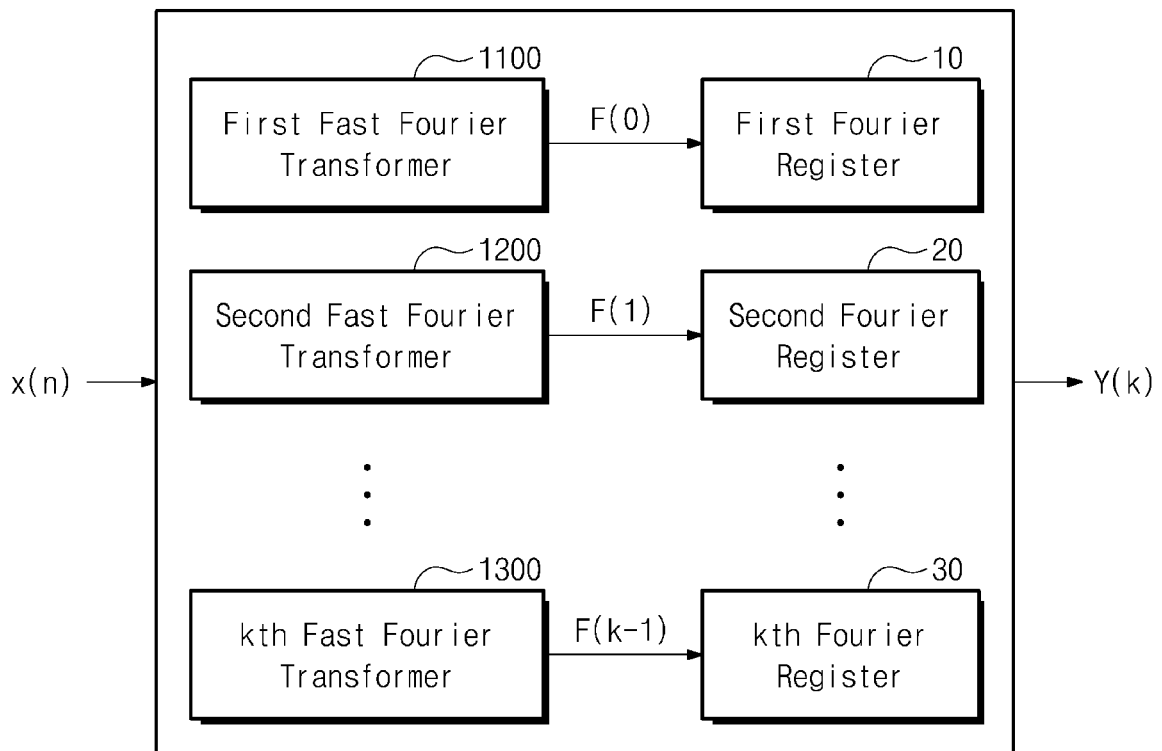 1100
First Fast Fourier
Transformer
F(0)
10
First Fourier
Register
1200
Second Fast Fourier
Transformer
F(1)
20
Second Fourier
Register
x(n)
Y(k)
1300
kth Fast Fourier
Transformer
F(k-1)
30
kth Fourier
Register